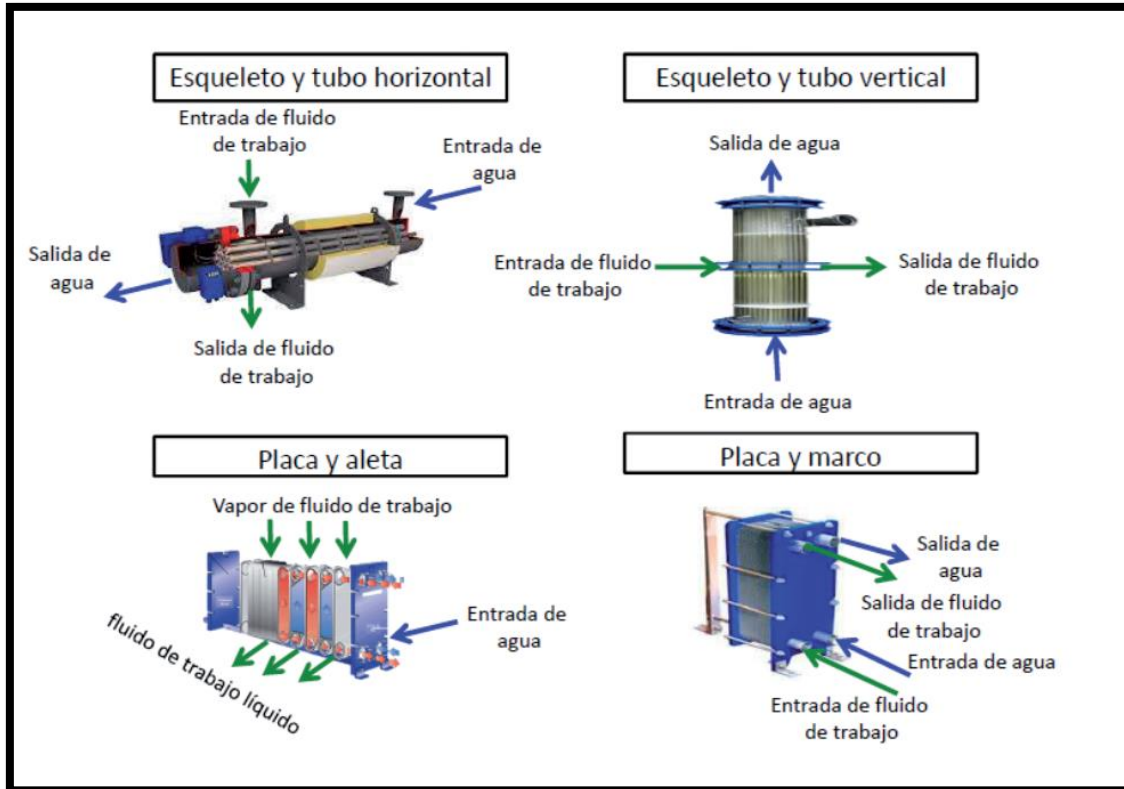 Esqueleto y tubo horizontal
Entrada de fluido
de trabajo
Entrada de
agua
Salida de
agua
Salida de fluido
de trabajo
Esqueleto y tubo vertical
Salida de agua
Entrada de fluido
de trabajo
Salida de fluido
de trabajo
Entrada de agua
Placa y aleta
Vapor de fluido de trabajo
Entrada de
agua
fluido de trabajo líquido
Placa y marco
Salida de
agua
Salida de fluido
de trabajo
Entrada de agua
Entrada de fluido
de trabajo